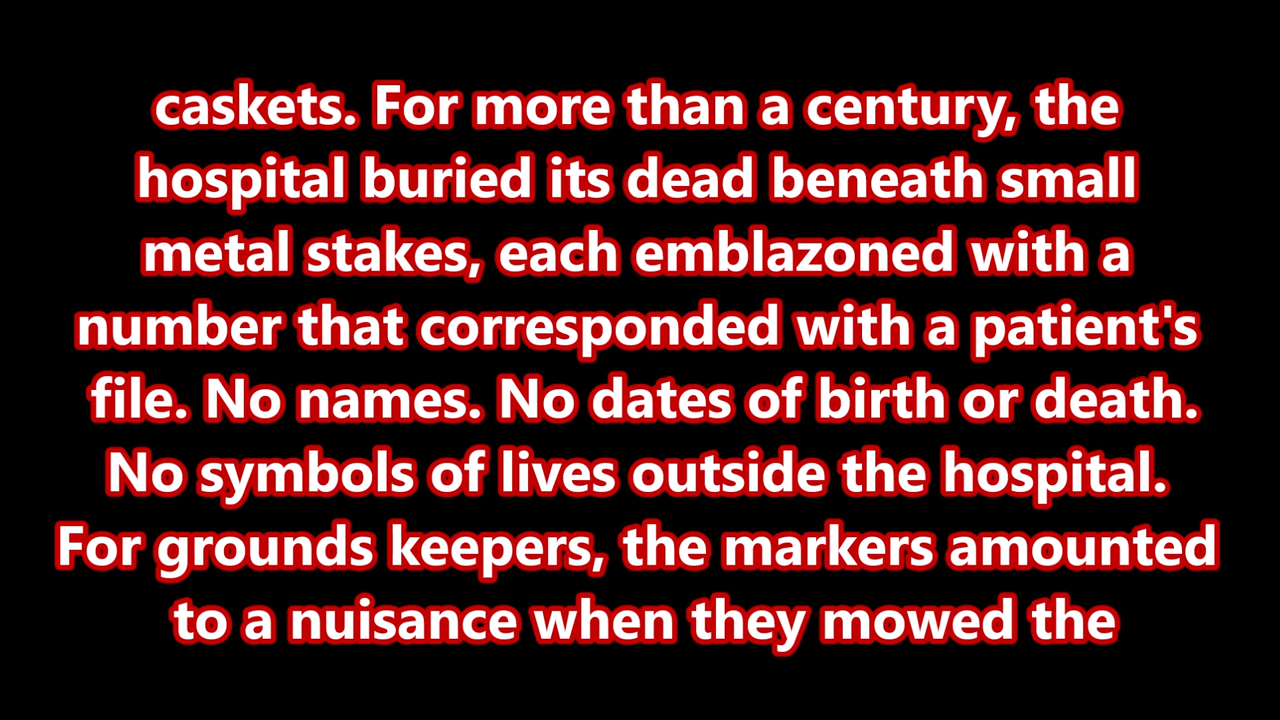 caskets. For more than a century, the
hospital buried its dead beneath small
metal stakes, each emblazoned with a
number that corresponded with a patient's
file. No names. No dates of birth or death.
No symbols of lives outside the hospital.
For grounds keepers, the markers amounted
to a nuisance when they mowed the